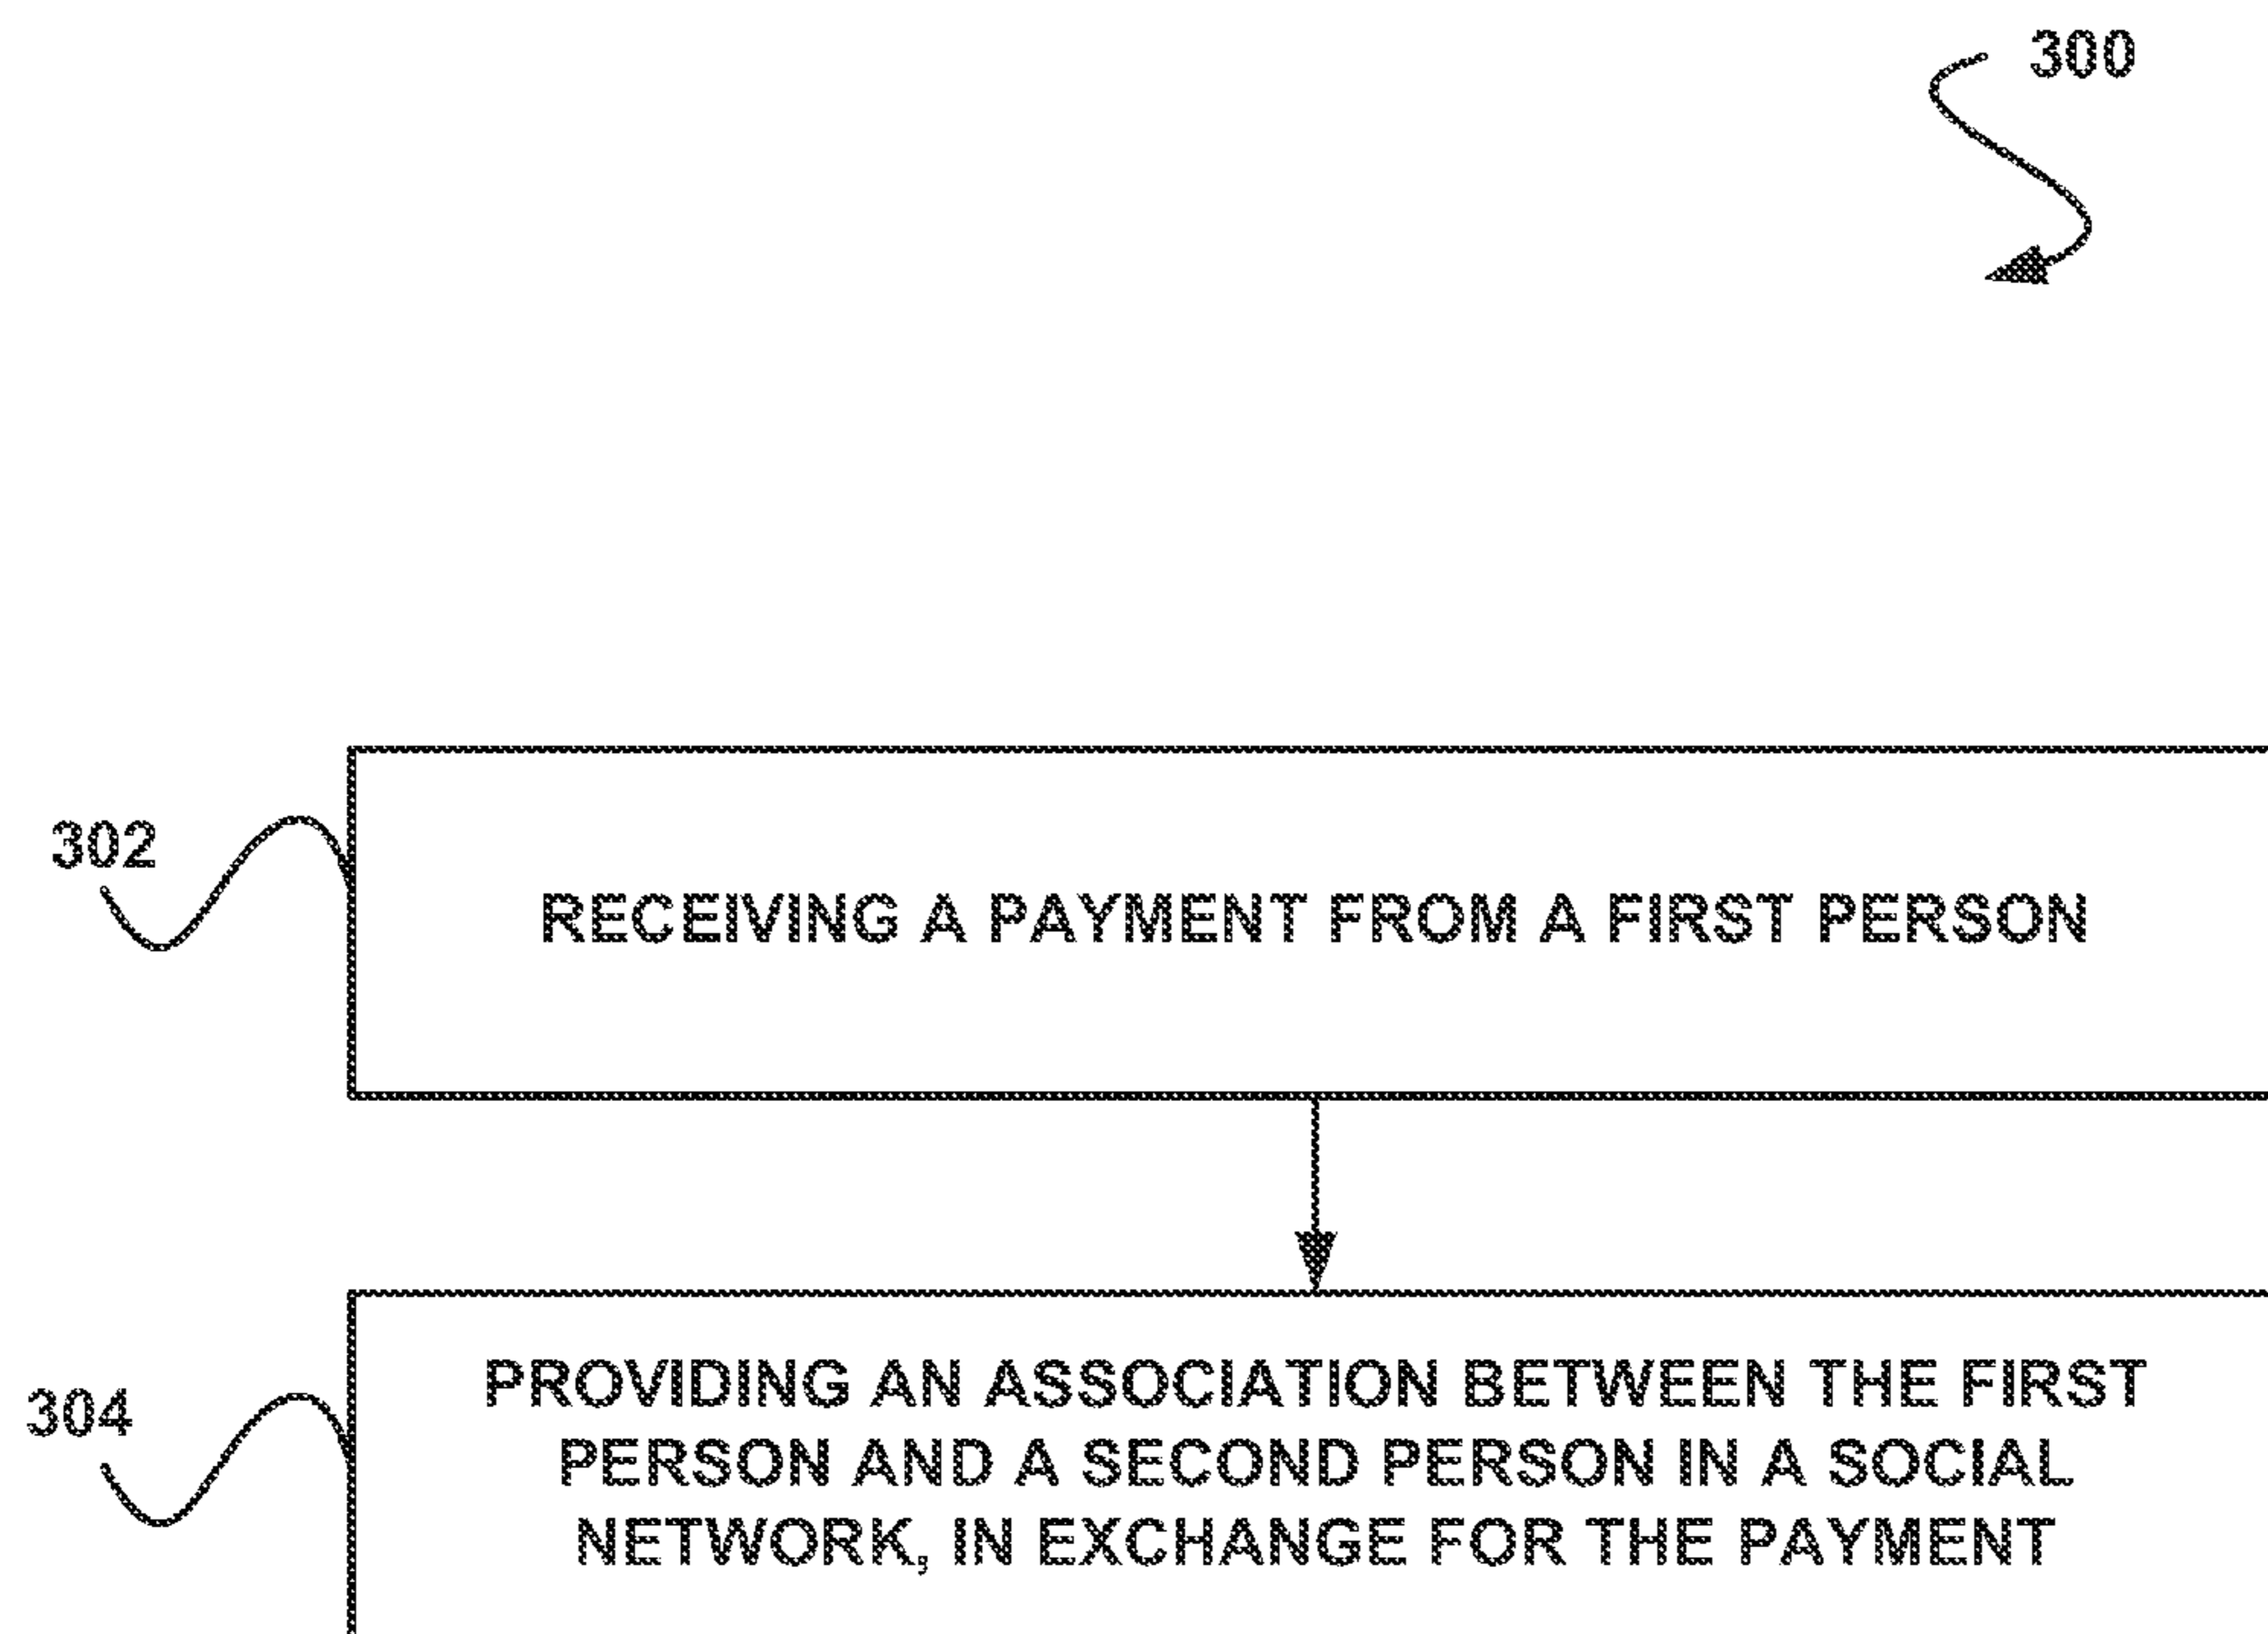 300
302
RECEIVING A PAYMENT FROM A FIRST PERSON
304
PROVIDING AN ASSOCIATION BETWEEN THE FIRST
PERSON AND A SECOND PERSON IN A SOCIAL
NETWORK, IN EXCHANGE FOR THE PAYMENT